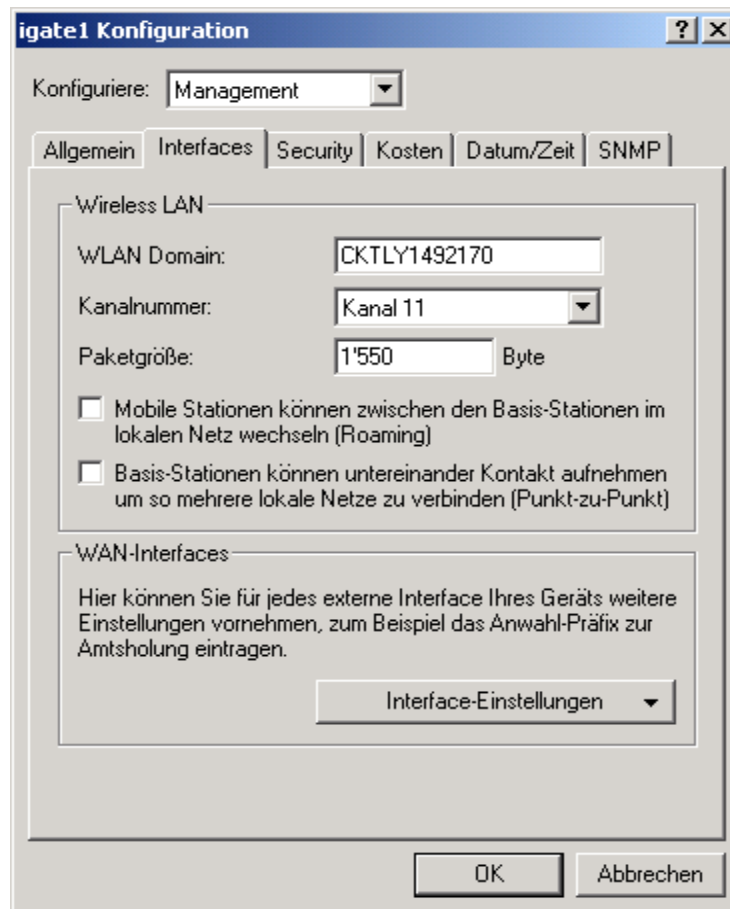 igate1 Konfiguration
Konfiguriere: Management
Allgemein Interfaces Security Kosten Datum/Zeit SNMP
Wireless LAN
WLAN Domain: CKTLY1492170
Kanalnummer: Kanal 11
Paketgröße: 1'550 Byte
Mobile Stationen können zwischen den Basis-Stationen im
lokalen Netz wechseln (Roaming)
Basis-Stationen können untereinander Kontakt aufnehmen
um so mehrere lokale Netze zu verbinden (Punkt-zu-Punkt)
WAN-Interfaces
Hier können Sie für jedes externe Interface Ihres Geräts weitere
Einstellungen vornehmen, zum Beispiel das Anwahl-Präfix zur
Amtsholung eintragen.
Interface-Einstellungen
OK Abbrechen